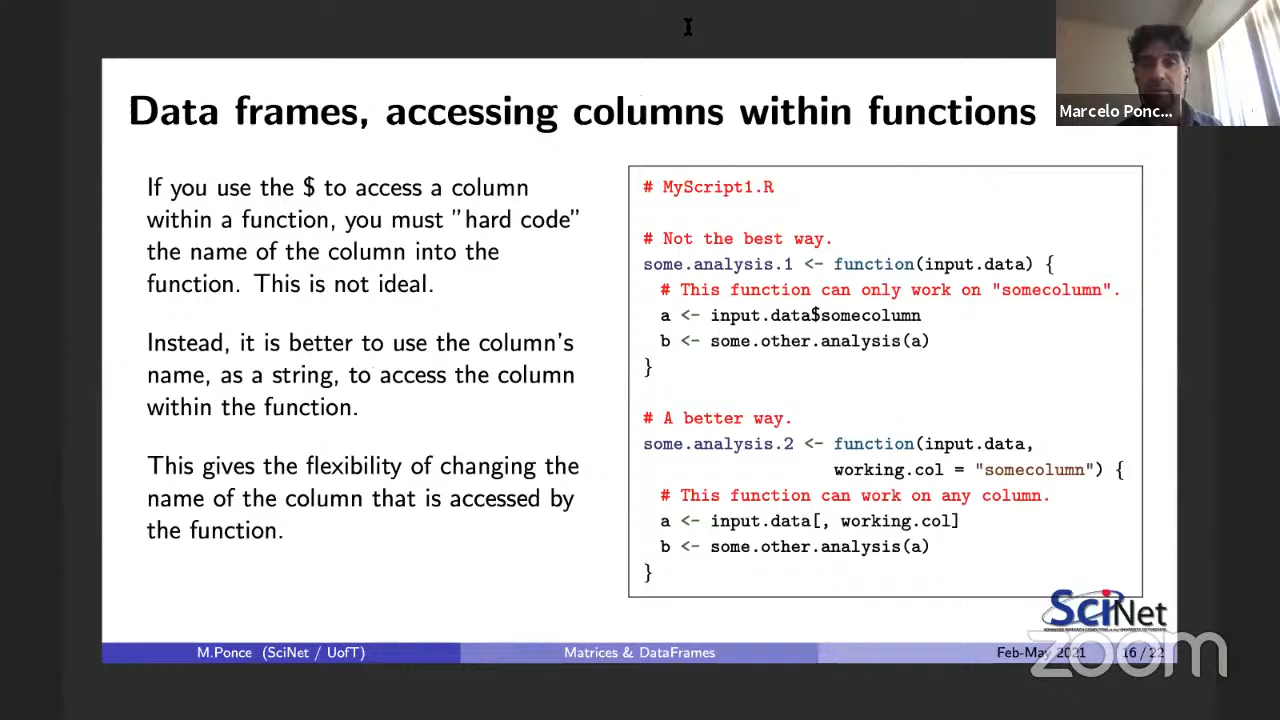 Data frames, accessing columns within functions
Marcelo Ponc...
If you use the $ to access a column
within a function, you must ”hard code”
the name of the column into the
function. This is not ideal.
Instead, it is better to use the column's
name, as a string, to access the column
within the function.
This gives the flexibility of changing the
name of the column that is accessed by
the function.
# MyScript1.R
# Not the best way.
some.analysis.1 <- function(input.data) {
# This function can only work on "somecolumn".
a <- input.data$somecolumn
b <- some.other.analysis(a)
}
# A better way.
some.analysis.2 <- function(input.data,
working.col = "somecolumn") {
# This function can work on any column.
a <- input.data[, working.col]
b <- some.other.analysis(a)
}
SciNet
M.Ponce (SciNet / UofT)
Matrices & DataFrames
Feb-May 2021
16 / 22
zoom